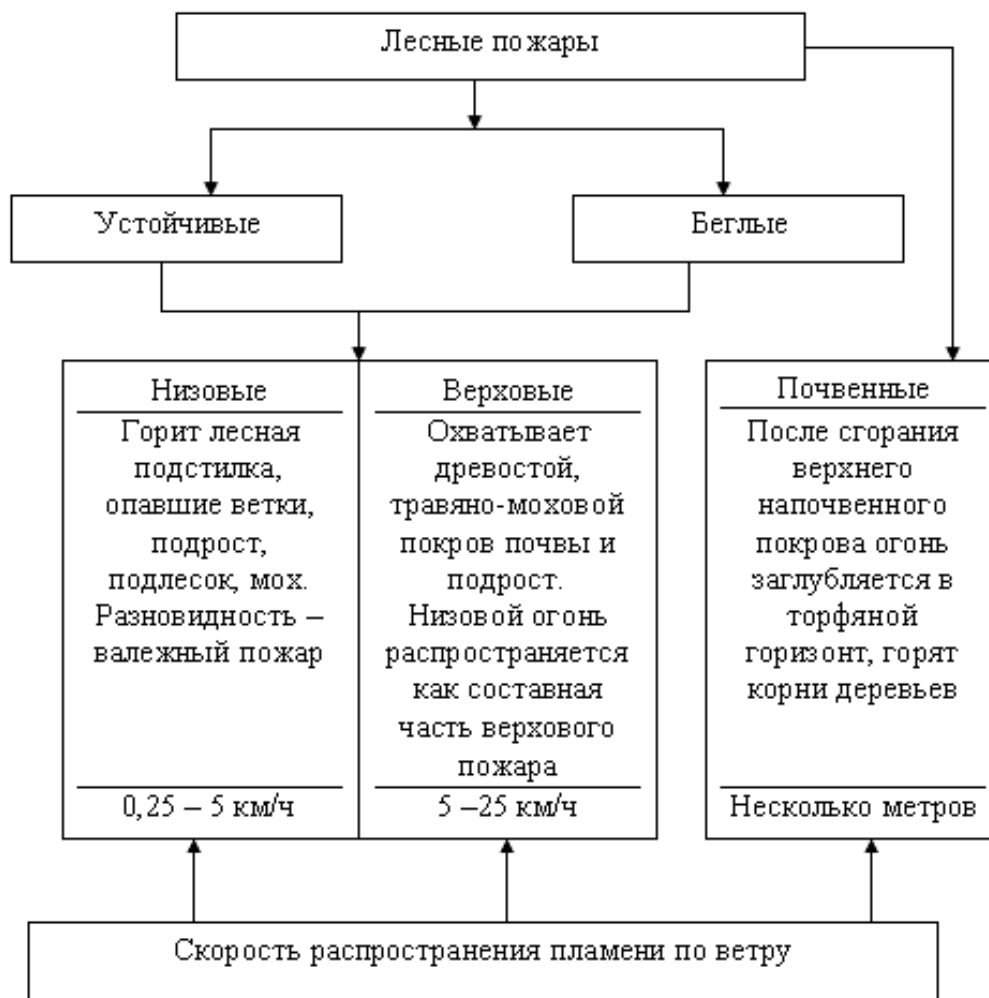 Лесные пожары
Устойчивые
Беглые
Низовые
Горит лесная
подстилка,
опавшие ветки,
подрост,
подлесок, мох.
Разновидность –
валежный пожар
0,25 – 5 км/ч
Верховые
Охватывает
древостой,
травяно-моховой
покров почвы и
подрост.
Низовой огонь
распространяется
как составная
часть верхового
пожара
5 –25 км/ч
Почвенные
После сгорания
верхнего
напочвенного
покрова огонь
заглубляется в
торфяной
горизонт, горят
корни деревьев
Несколько метров
Скорость распространения пламени по ветру